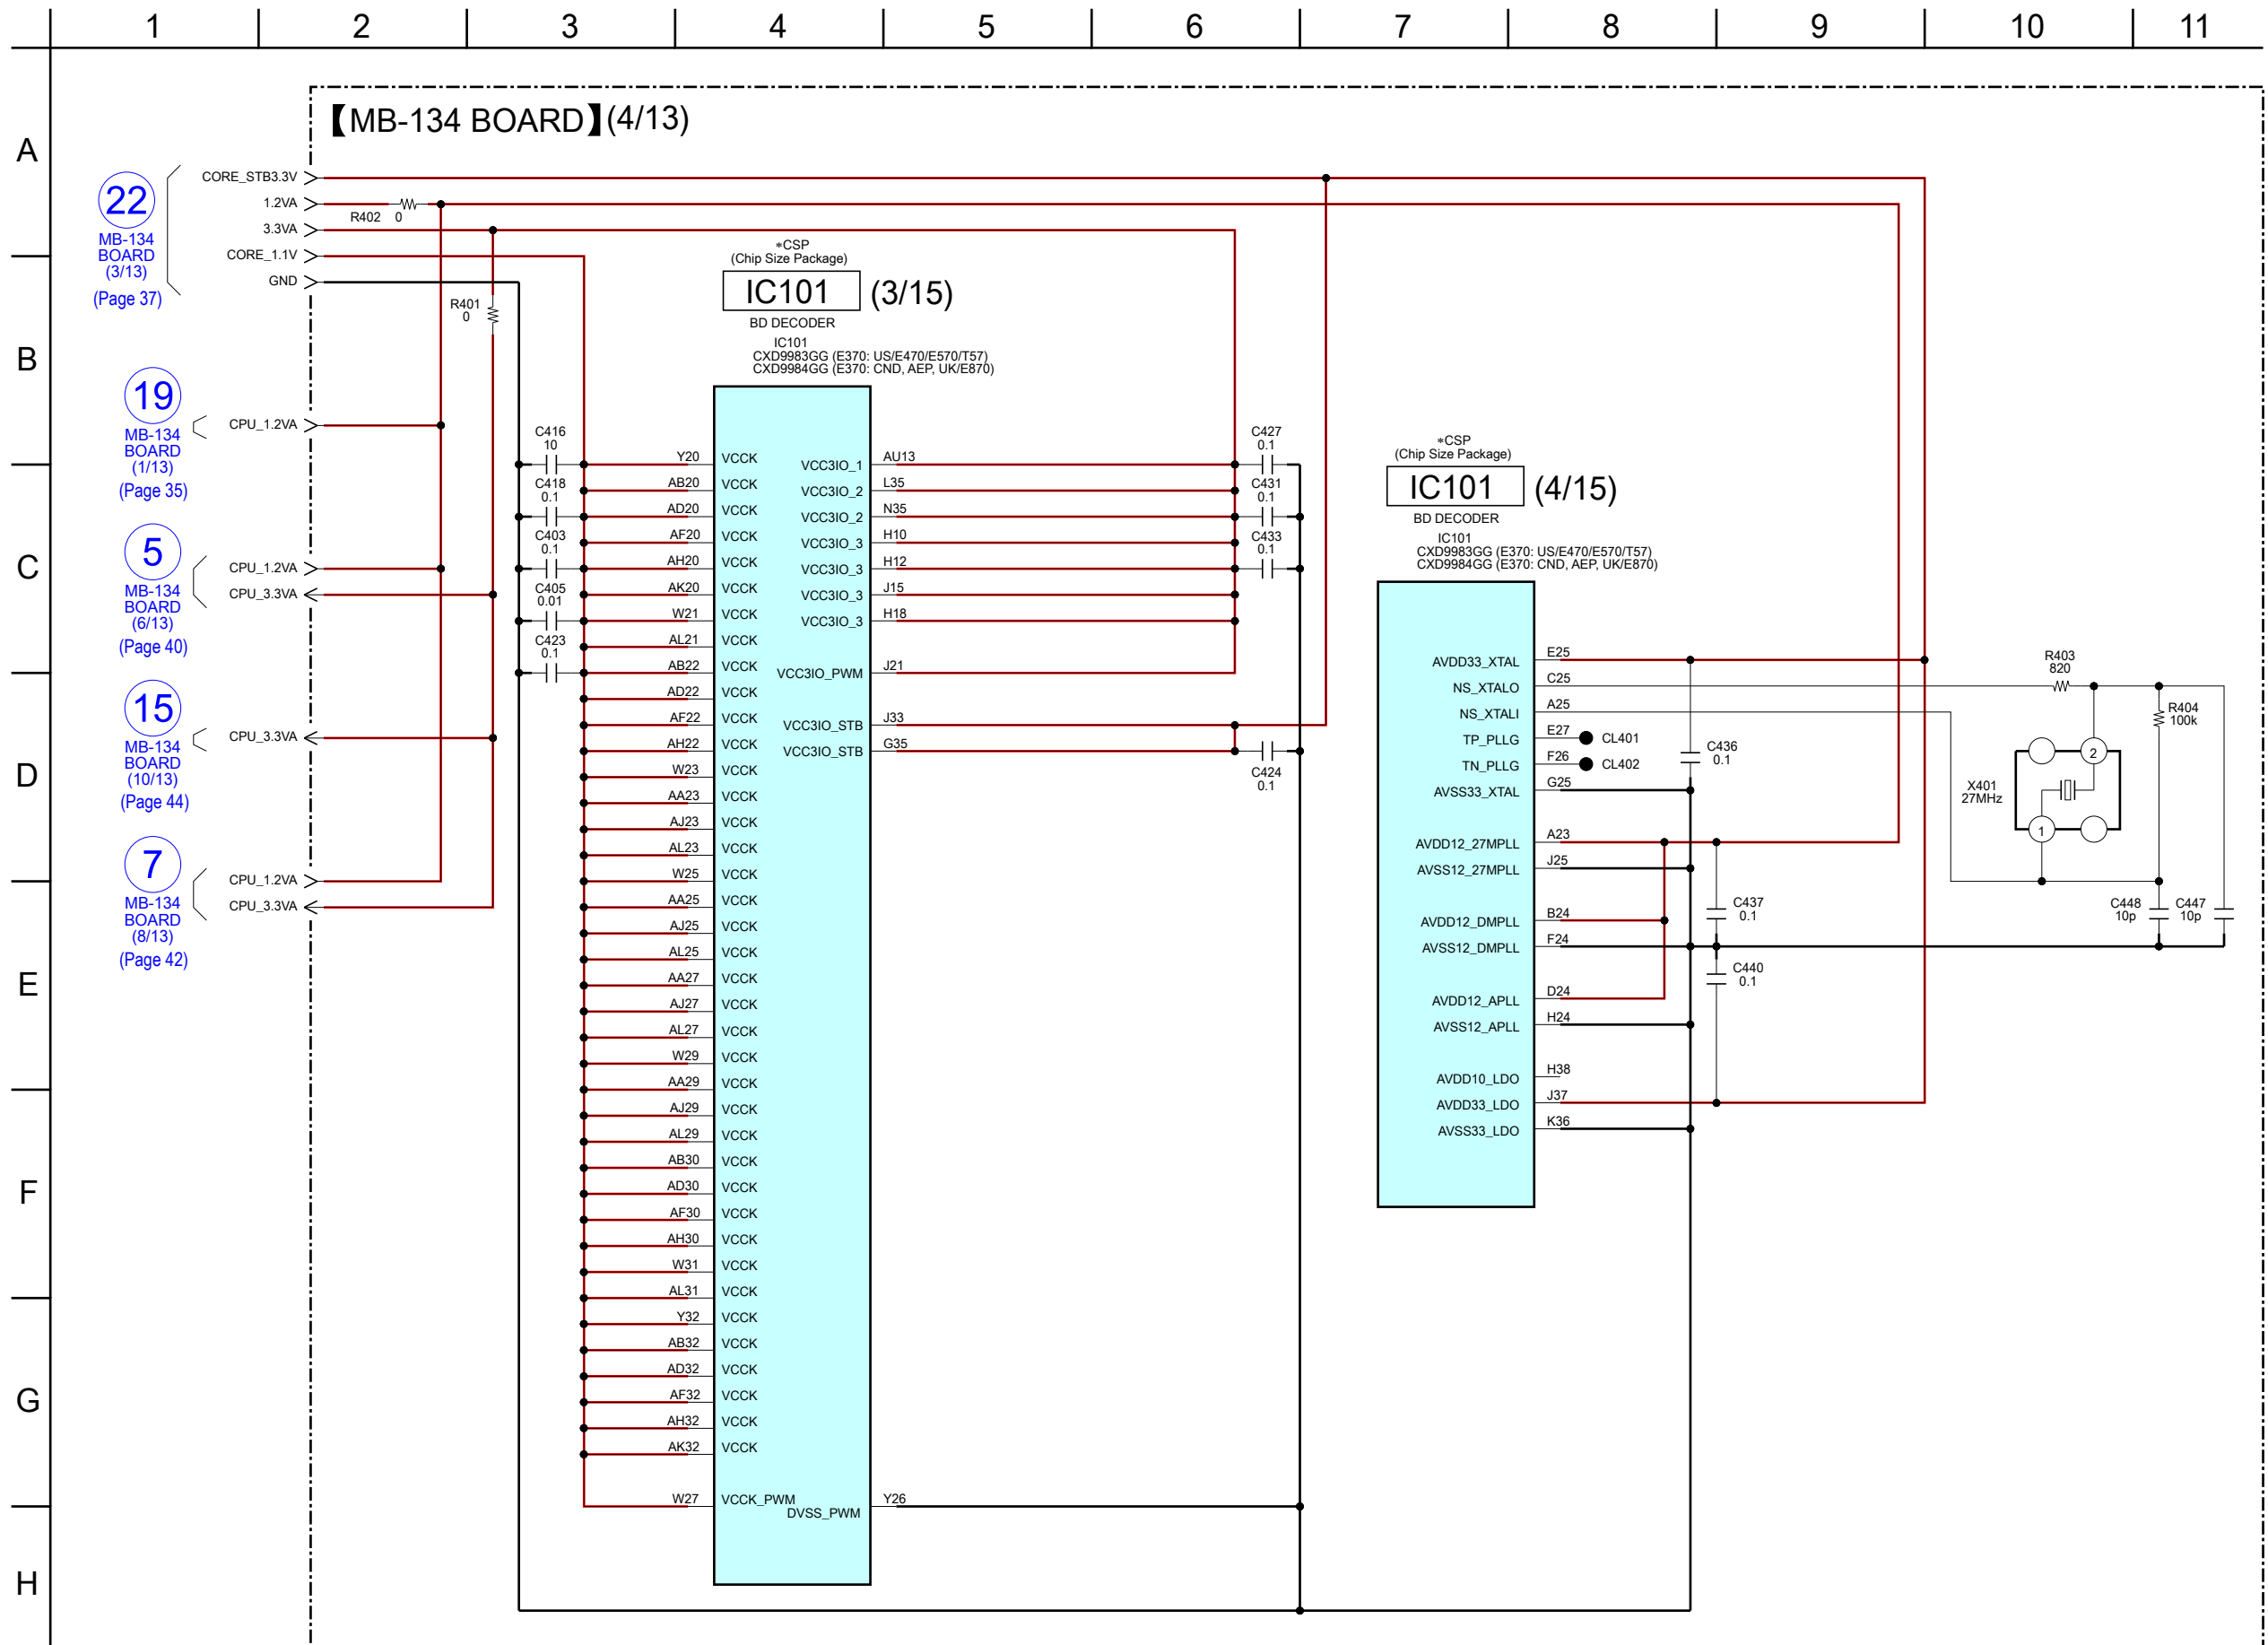 1 2 3 4 5 6 7 8 9 10 11
A
B
C
D
E
F
G
H
【MB-134 BOARD】(4/13)
22
MB-134
BOARD
(3/13)
(Page 37)
CORE_STB3.3V
1.2VA
3.3VA
CORE_1.1V
GND
R402 0
R401
0
19
MB-134
BOARD
(1/13)
(Page 35)
CPU_1.2VA
5
MB-134
BOARD
(6/13)
(Page 40)
CPU_1.2VA
CPU_3.3VA
15
MB-134
BOARD
(10/13)
(Page 44)
CPU_3.3VA
7
MB-134
BOARD
(8/13)
(Page 42)
CPU_1.2VA
CPU_3.3VA
C416
10
C418
0.1
C403
0.1
C405
0.01
C423
0.1
*CSP
(Chip Size Package)
IC101 (3/15)
BD DECODER
IC101
CXD9983GG (E370: US/E470/E570/T57)
CXD9984GG (E370: CND, AEP, UK/E870)
Y20 VCCK
AB20 VCCK
AD20 VCCK
AF20 VCCK
AH20 VCCK
AK20 VCCK
W21 VCCK
AL21 VCCK
AB22 VCCK
AD22 VCCK
AF22 VCCK
AH22 VCCK
W23 VCCK
AA23 VCCK
AJ23 VCCK
AL23 VCCK
W25 VCCK
AA25 VCCK
AJ25 VCCK
AL25 VCCK
AA27 VCCK
AJ27 VCCK
AL27 VCCK
W29 VCCK
AA29 VCCK
AJ29 VCCK
AL29 VCCK
AB30 VCCK
AD30 VCCK
AF30 VCCK
AH30 VCCK
W31 VCCK
AL31 VCCK
Y32 VCCK
AB32 VCCK
AD32 VCCK
AF32 VCCK
AH32 VCCK
AK32 VCCK
W27 VCCK_PWM
VCC3IO_1 AU13
VCC3IO_2 L35
VCC3IO_2 N35
VCC3IO_3 H10
VCC3IO_3 H12
VCC3IO_3 J15
VCC3IO_3 H18
VCC3IO_PWM J21
VCC3IO_STB J33
VCC3IO_STB G35
DVSS_PWM Y26
C427
0.1
C431
0.1
C433
0.1
C424
0.1
*CSP
(Chip Size Package)
IC101 (4/15)
BD DECODER
IC101
CXD9983GG (E370: US/E470/E570/T57)
CXD9984GG (E370: CND, AEP, UK/E870)
AVDD33_XTAL E25
NS_XTALO C25
NS_XTALI A25
TP_PLLG E27 CL401
TN_PLLG F26 CL402
AVSS33_XTAL G25
AVDD12_27MPLL A23
AVSS12_27MPLL J25
AVDD12_DMPLL B24
AVSS12_DMPLL F24
AVDD12_APLL D24
AVSS12_APLL H24
AVDD10_LDO H38
AVDD33_LDO J37
AVSS33_LDO K36
C436
0.1
C437
0.1
C440
0.1
R403
820
R404
100k
X401
27MHz
2
1
C448
10p
C447
10p